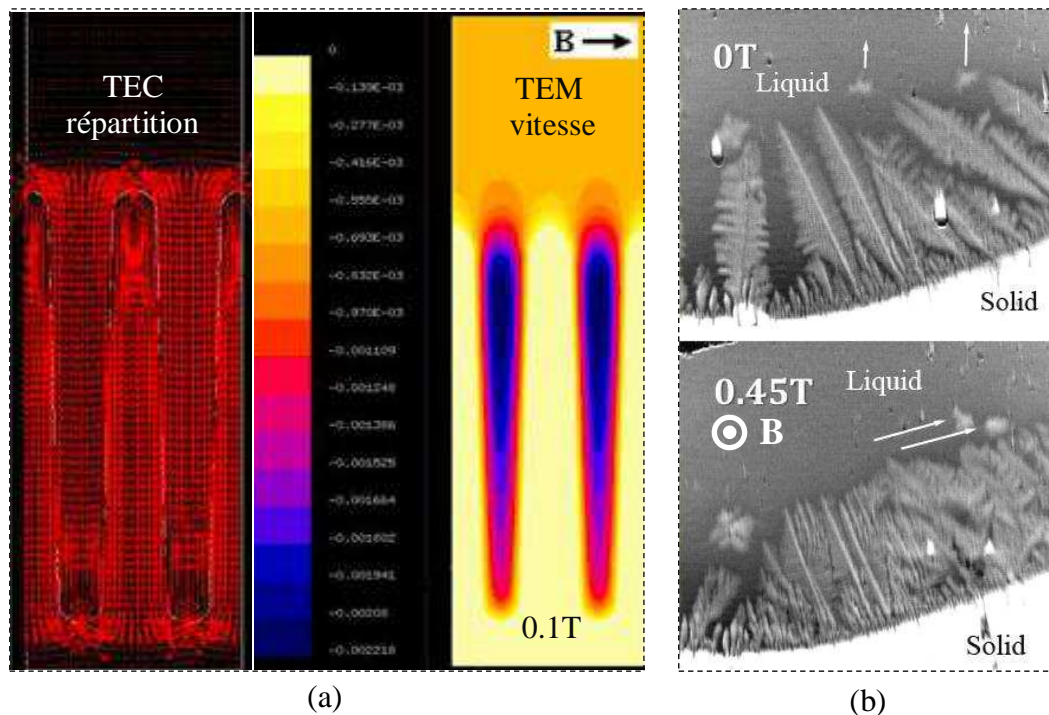 TEC
répartition
0
-0.139E-03
-0.277E-03
-0.416E-03
-0.555E-03
-0.693E-03
-0.832E-03
-0.970E-03
-0.001109
-0.001248
-0.001386
-0.001525
-0.001664
-0.001802
-0.001941
-0.00208
-0.002218
B
TEM
vitesse
0.1T
(a)
0T
Liquid
Solid
0.45T
Liquid
B
Solid
(b)